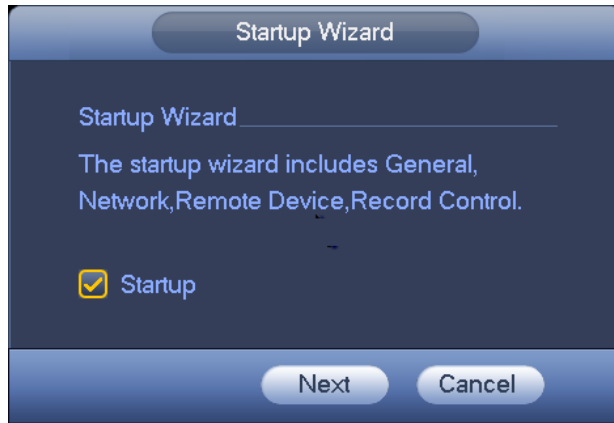 Startup Wizard
Startup Wizard
The startup wizard includes General,
Network,Remote Device,Record Control.
Startup
Next Cancel